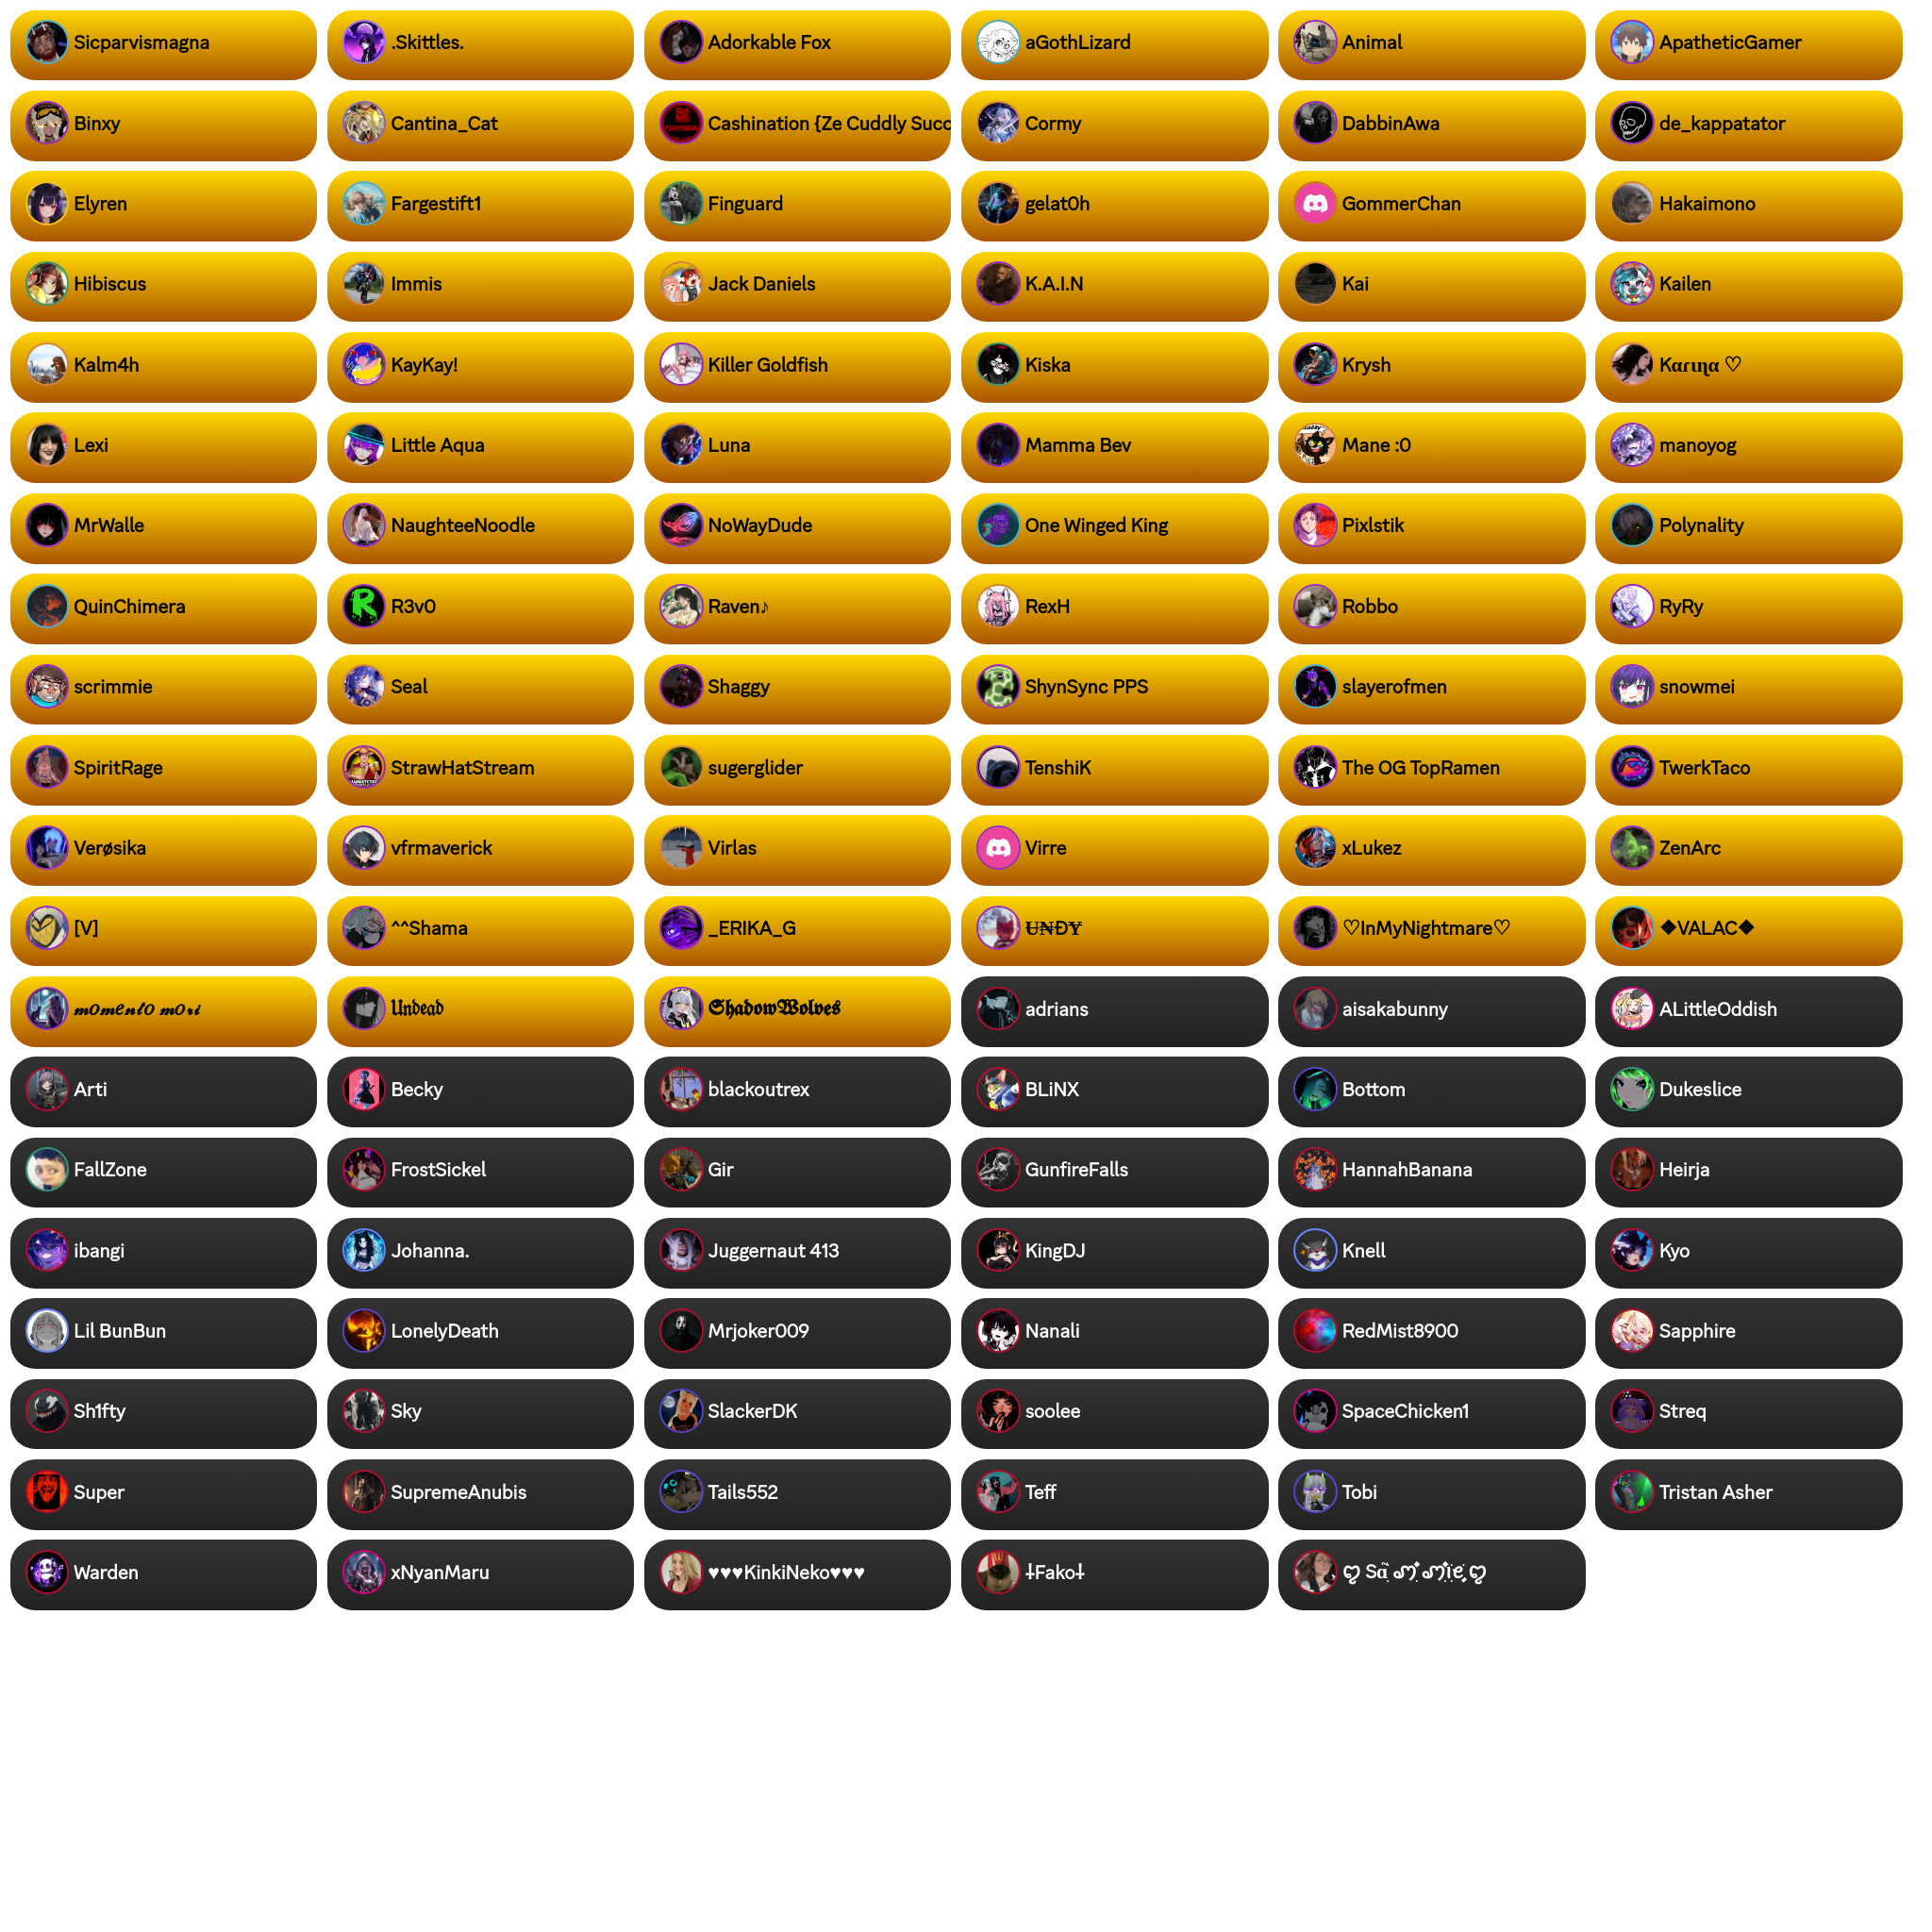 Sicparvismagna .Skittles. Adorkable Fox aGothLizard Animal ApatheticGamer
Binxy Cantina_Cat Cashination {Ze Cuddly Succ Cormy DabbinAwa de_kappatator
Elyren Fargestift1 Finguard gelat0h GommerChan Hakaimono
Hibiscus Immis Jack Daniels K.A.I.N Kai Kailen
Kalm4h KayKay! Killer Goldfish Kiska Krysh Kαɾιɳα ♡
Lexi Little Aqua Luna Mamma Bev Mane :0 manoyog
MrWalle NaughteeNoodle NoWayDude One Winged King Pixlstik Polynality
QuinChimera R3v0 Raven♪ RexH Robbo RyRy
scrimmie Seal Shaggy ShynSync PPS slayerofmen snowmei
SpiritRage StrawHatStream sugerglider TenshiK The OG TopRamen TwerkTaco
Verøsika vfrmaverick Virlas Virre xLukez ZenArc
[V] ^^Shama _ERIKA_G U̶₦ĐɎ ♡InMyNightmare♡ ❖VALAC❖
𝓶𝓸𝓶𝓮𝓷𝓽𝓸 𝓶𝓸𝓻𝓲 𝔘𝔫𝔡𝔢𝔞𝔡 𝕾𝖍𝖆𝖉𝖔𝖜𝖂𝖔𝖑𝖛𝖊𝖘 adrians aisakabunny ALittleOddish
Arti Becky blackoutrex BLiNX Bottom Dukeslice
FallZone FrostSickel Gir GunfireFalls HannahBanana Heirja
ibangi Johanna. Juggernaut 413 KingDJ Knell Kyo
Lil BunBun LonelyDeath Mrjoker009 Nanali RedMist8900 Sapphire
Sh1fty Sky SlackerDK soolee SpaceChicken1 Streq
Super SupremeAnubis Tails552 Teff Tobi Tristan Asher
Warden xNyanMaru ♥♥♥KinkiNeko♥♥♥ ⸸Fako⸸